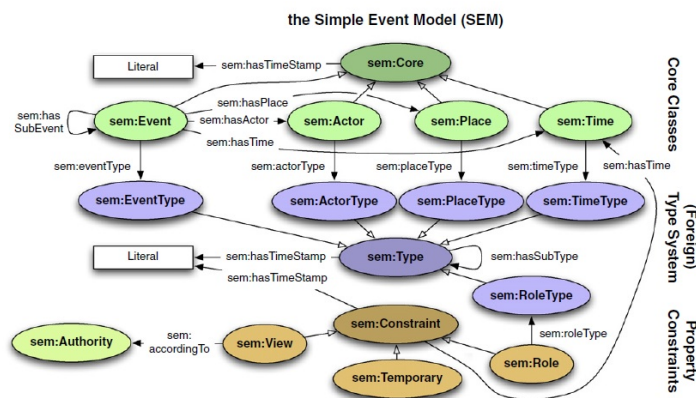 the Simple Event Model (SEM)
Literal
sem:hasTimeStamp
sem:Core
Core Classes
sem:has
SubEvent
sem:Event
sem:hasPlace
sem:hasActor
sem:hasTime
sem:Actor
sem:Place
sem:Time
sem:eventType
sem:actorType
sem:placeType
sem:timeType
sem:hasTime
sem:EventType
sem:ActorType
sem:PlaceType
sem:TimeType
(Foreign)
Type System
Literal
sem:hasTimeStamp
sem:hasTimeStamp
sem:Type
sem:hasSubType
sem:RoleType
sem:Authority
sem:
accordingTo
sem:View
sem:Constraint
sem:roleType
sem:Temporary
sem:Role
Property
Constraints